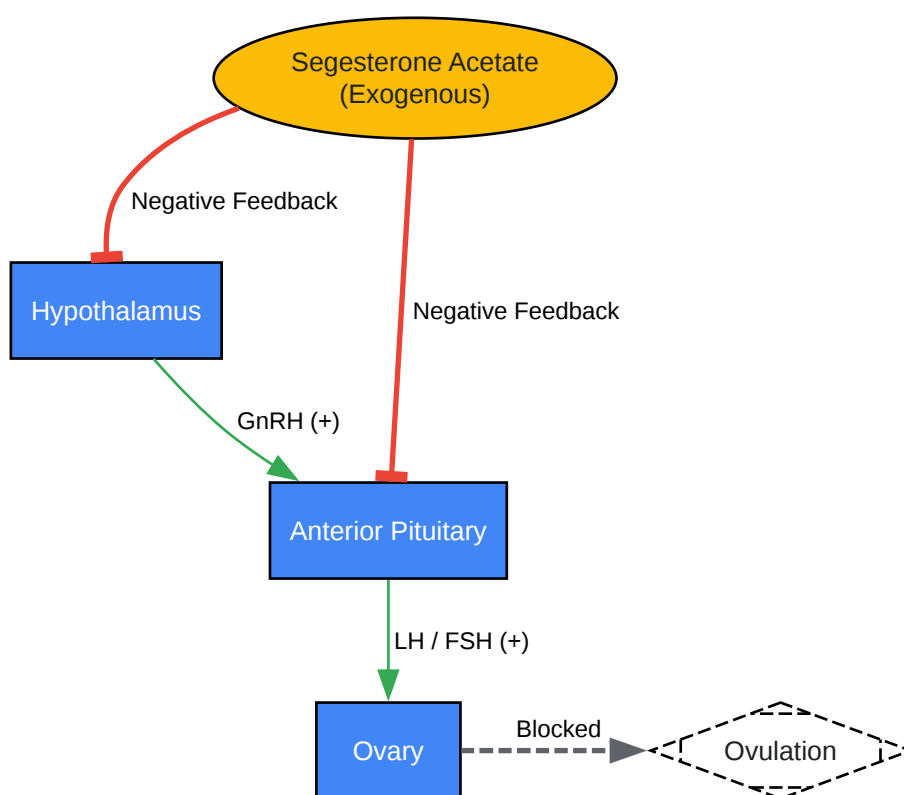 Segesterone Acetate
(Exogenous)
Negative Feedback
Hypothalamus
Negative Feedback
GnRH (+)
Anterior Pituitary
LH / FSH (+)
Blocked
Ovary
Ovulation